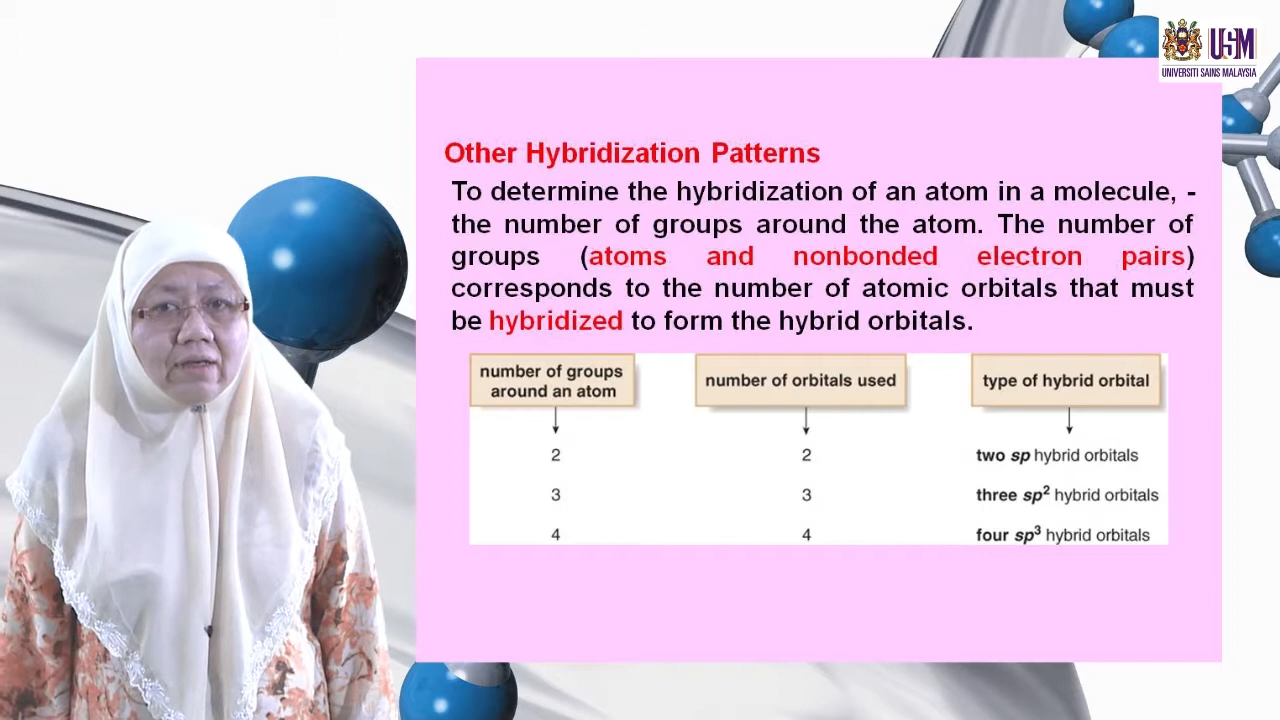 USM
UNIVERSITI SAINS MALAYSIA
Other Hybridization Patterns
To determine the hybridization of an atom in a molecule, -
the number of groups around the atom. The number of
groups (atoms and nonbonded electron pairs)
corresponds to the number of atomic orbitals that must
be hybridized to form the hybrid orbitals.
number of groups
around an atom
number of orbitals used
type of hybrid orbital
2 2 two sp hybrid orbitals
3 3 three sp² hybrid orbitals
4 4 four sp³ hybrid orbitals